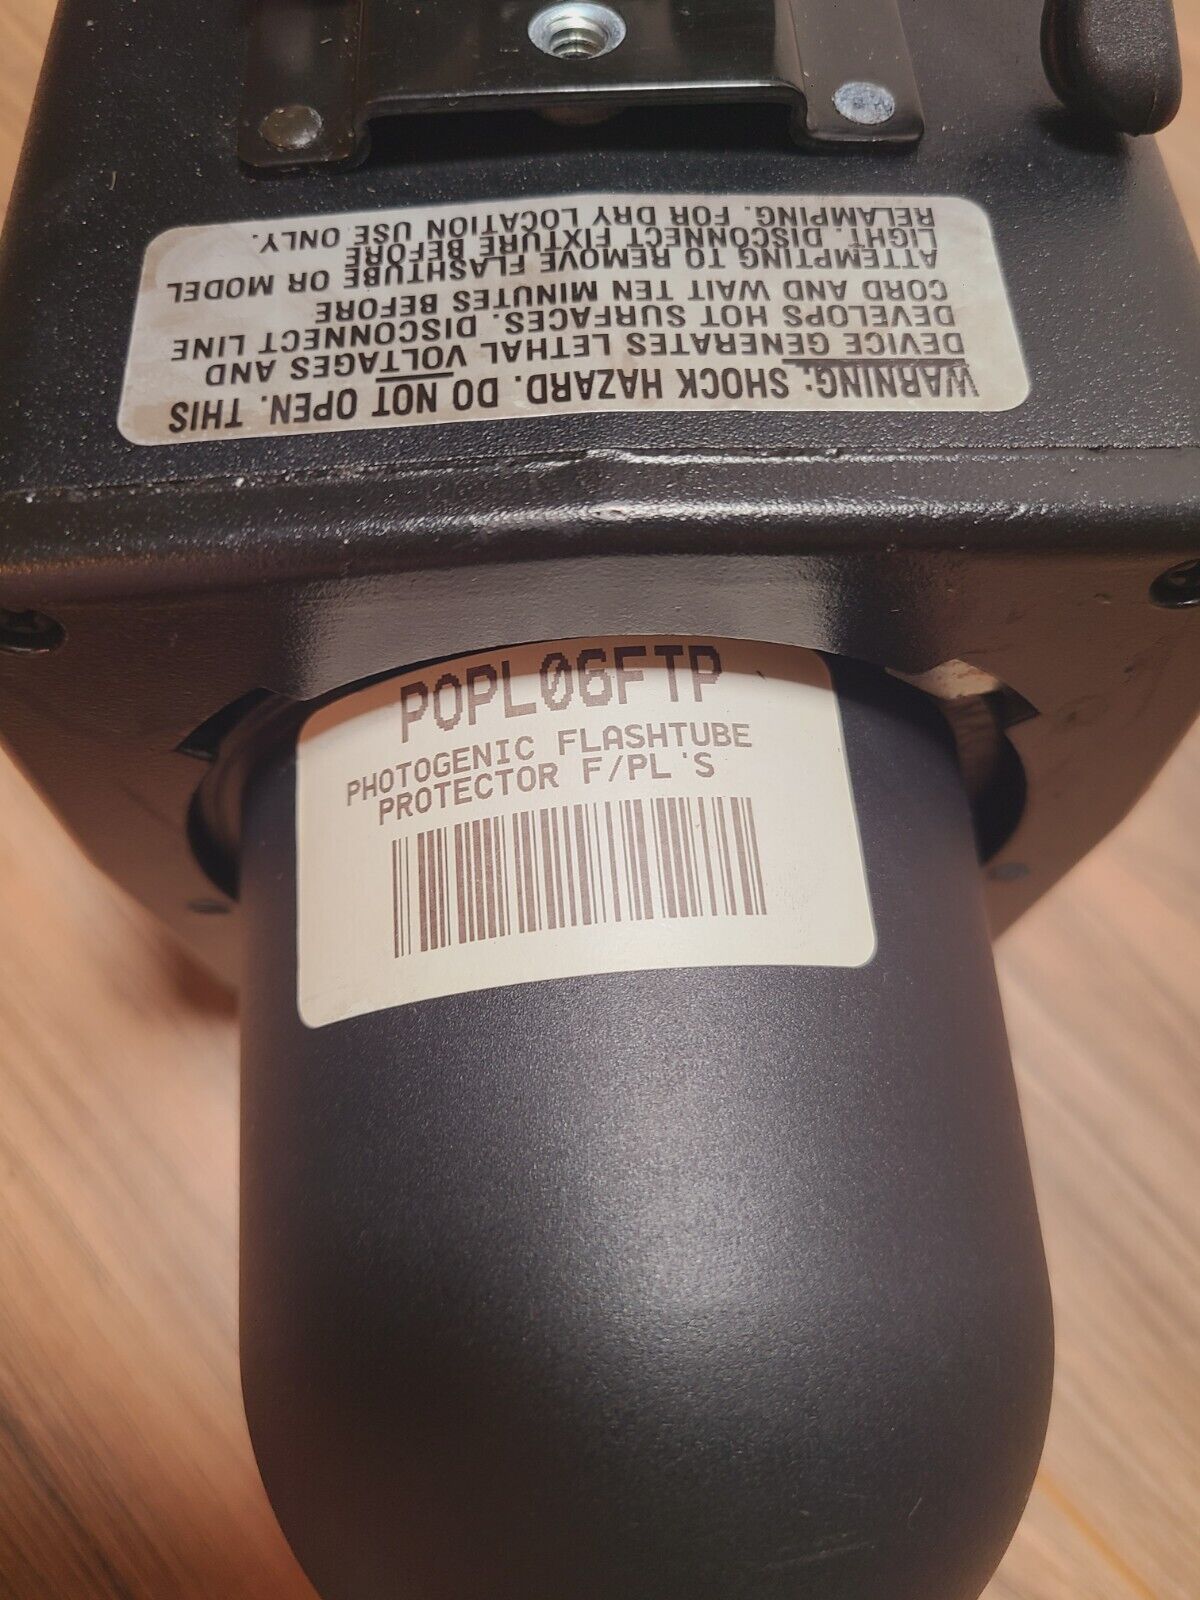 WARNING: SHOCK HAZARD. DO NOT OPEN. THIS
DEVICE GENERATES LETHAL VOLTAGES AND
DEVELOPS HOT SURFACES. DISCONNECT LINE
CORD AND WAIT TEN MINUTES BEFORE
ATTEMPTING TO REMOVE FLASHTUBE OR MODEL
LIGHT. DISCONNECT FIXTURE BEFORE
RELAMPING. FOR DRY LOCATION USE ONLY.
POPL06FTP
PHOTOGENIC FLASHTUBE
PROTECTOR F/PL'S